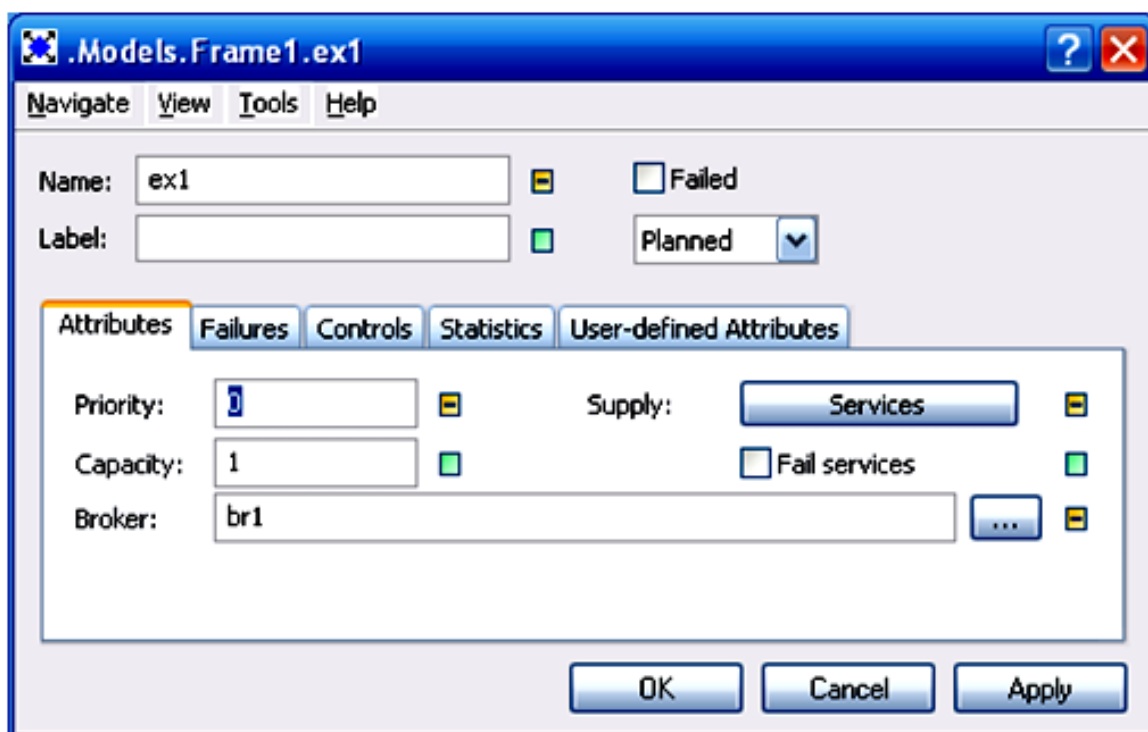 .Models.Frame1.ex1 ?
Navigate View Tools Help
Name: ex1 Failed
Label: Planned
Attributes Failures Controls Statistics User-defined Attributes
Priority: 0 Supply: Services
Capacity: 1 Fail services
Broker: br1 ...
OK Cancel Apply